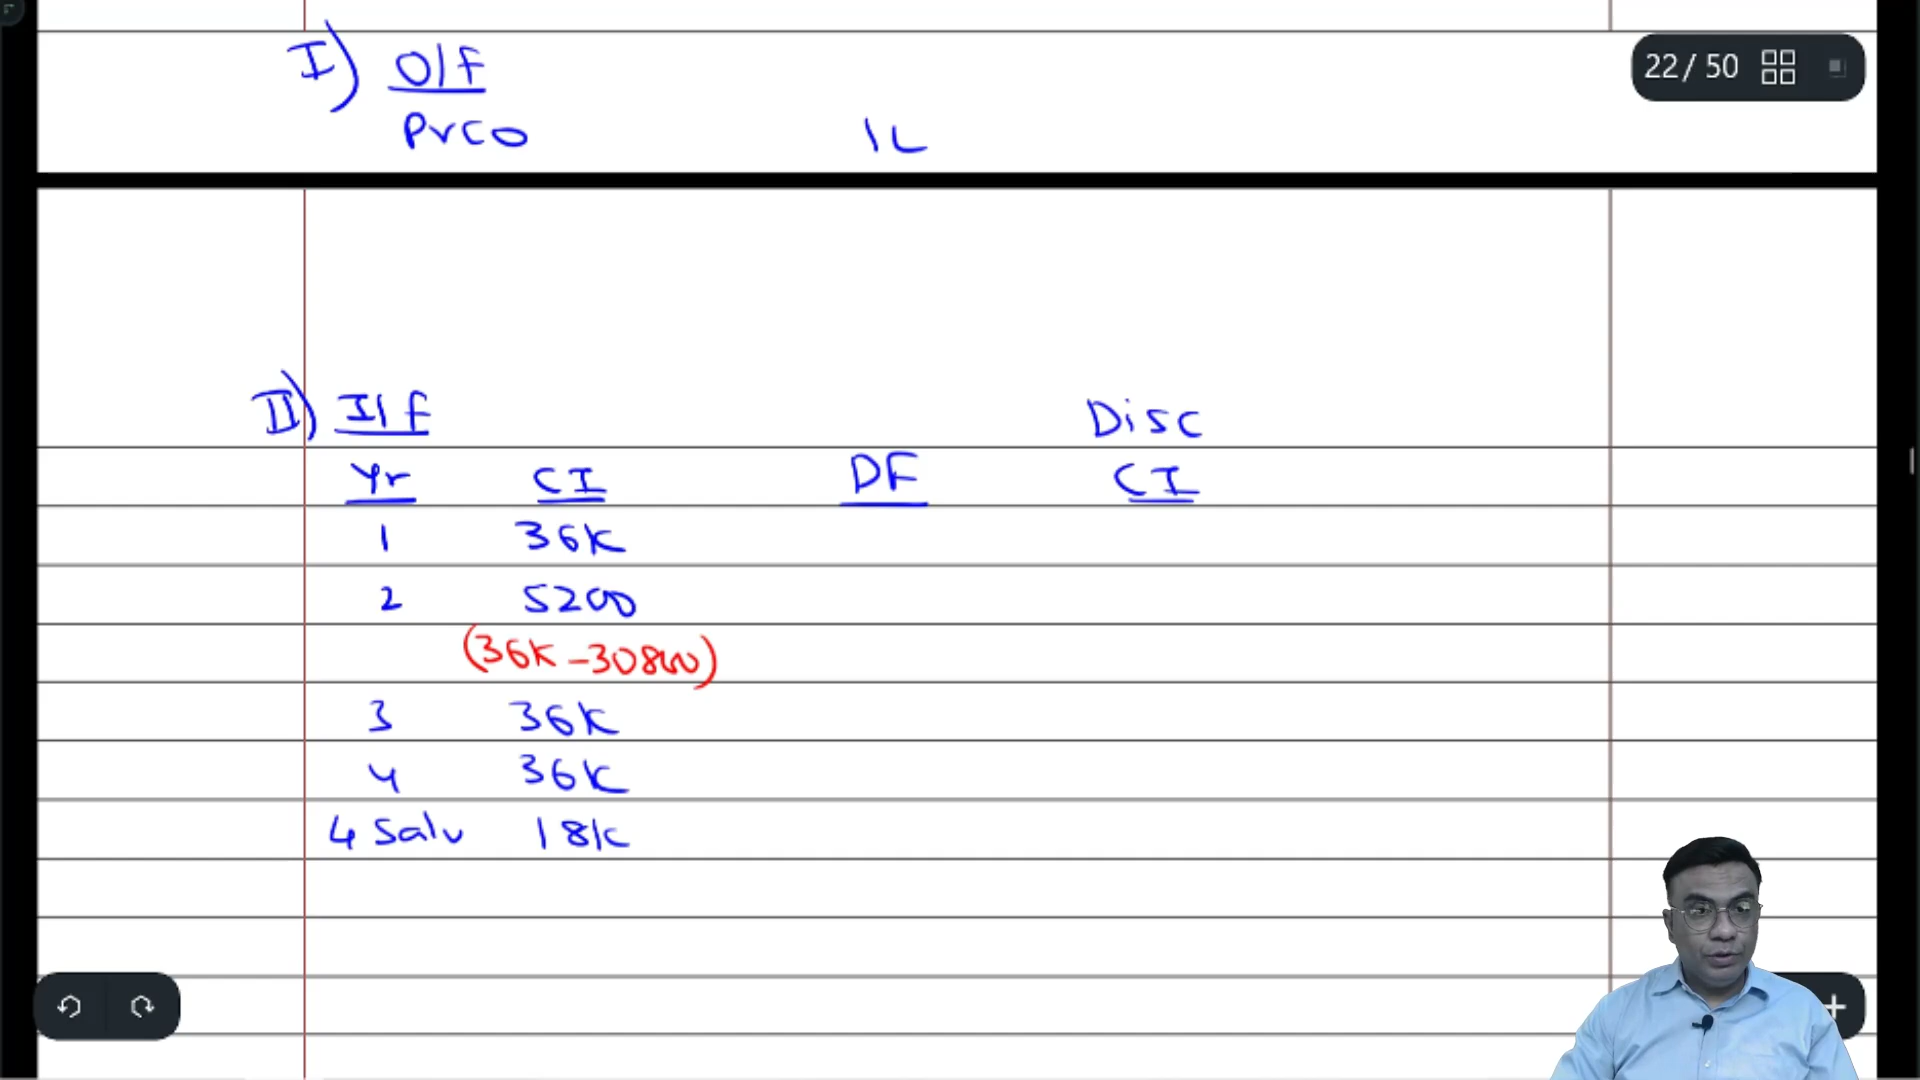 I) O/F
22/ 50
PVCO 1L
II) I/F Disc
Yr CI DF CI
1 36K
2 5200
(36K-30800)
3 36K
4 36K
4 Salv 18K